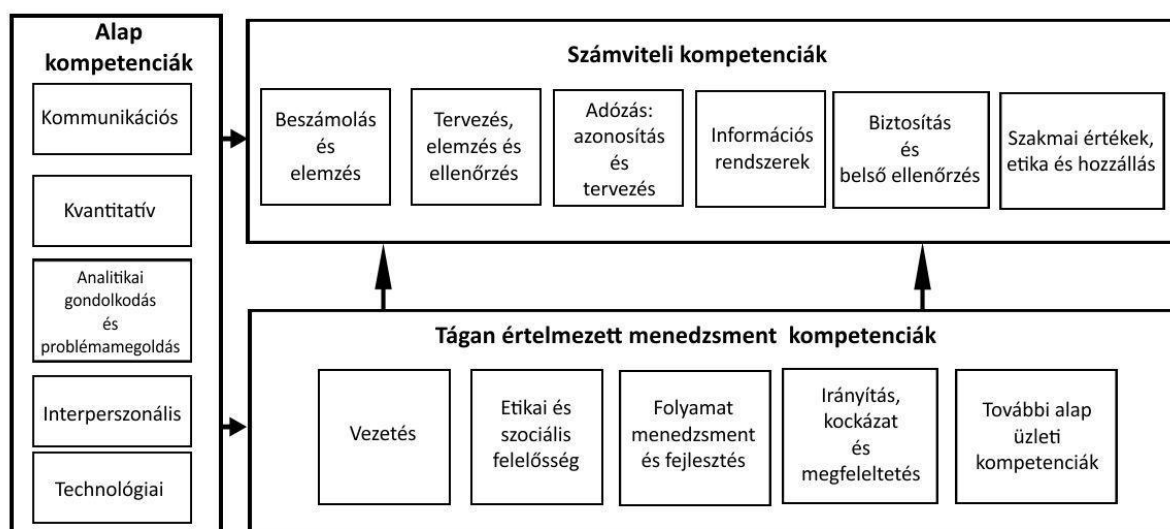 Alap
kompetenciák
Kommunikációs
Kvantitatív
Analitikai
gondolkodás
és
problémamegoldás
Interperszonális
Technológiai
Számviteli kompetenciák
Beszámolás
és
elemzés
Tervezés,
elemzés és
ellenőrzés
Adózás:
azonosítás
és
tervezés
Információs
rendszerek
Biztosítás
és
belső ellenőrzés
Szakmai értékek,
etika és hozzállás
Tágan értelmezett menedzsment kompetenciák
Vezetés
Etikai és
szociális
felelősség
Folyamat
menedzsment
és fejlesztés
Irányítás,
kockázat
és
megfeleltetés
További alap
üzleti
kompetenciák